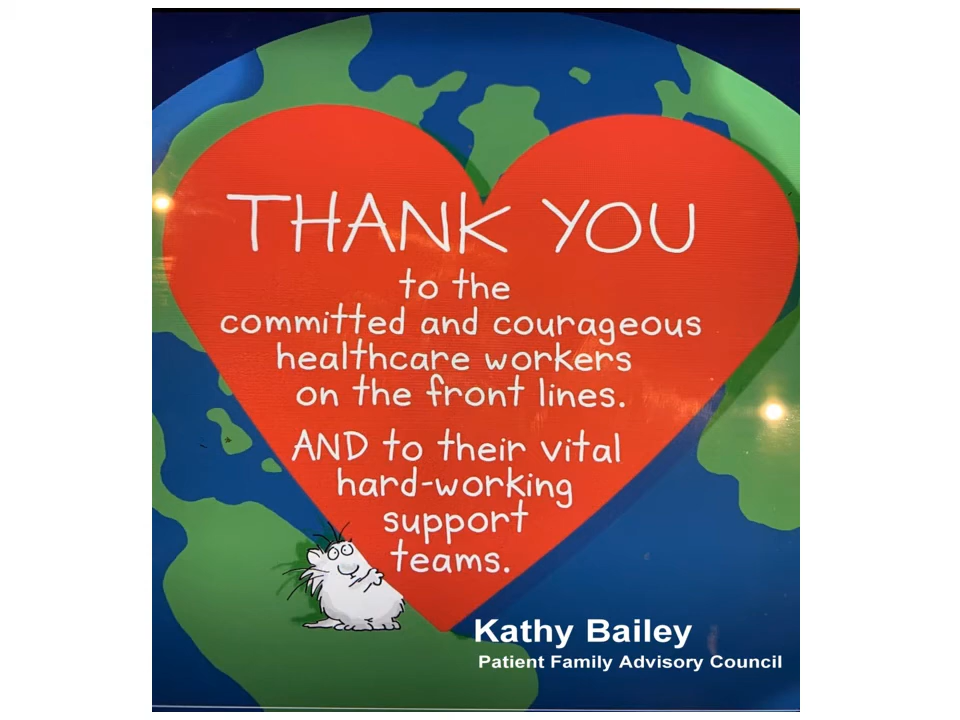 THANK YOU
to the
committed and courageous
healthcare workers
on the front lines.
AND to their vital
hard-working
support
teams.
Kathy Bailey
Patient Family Advisory Council